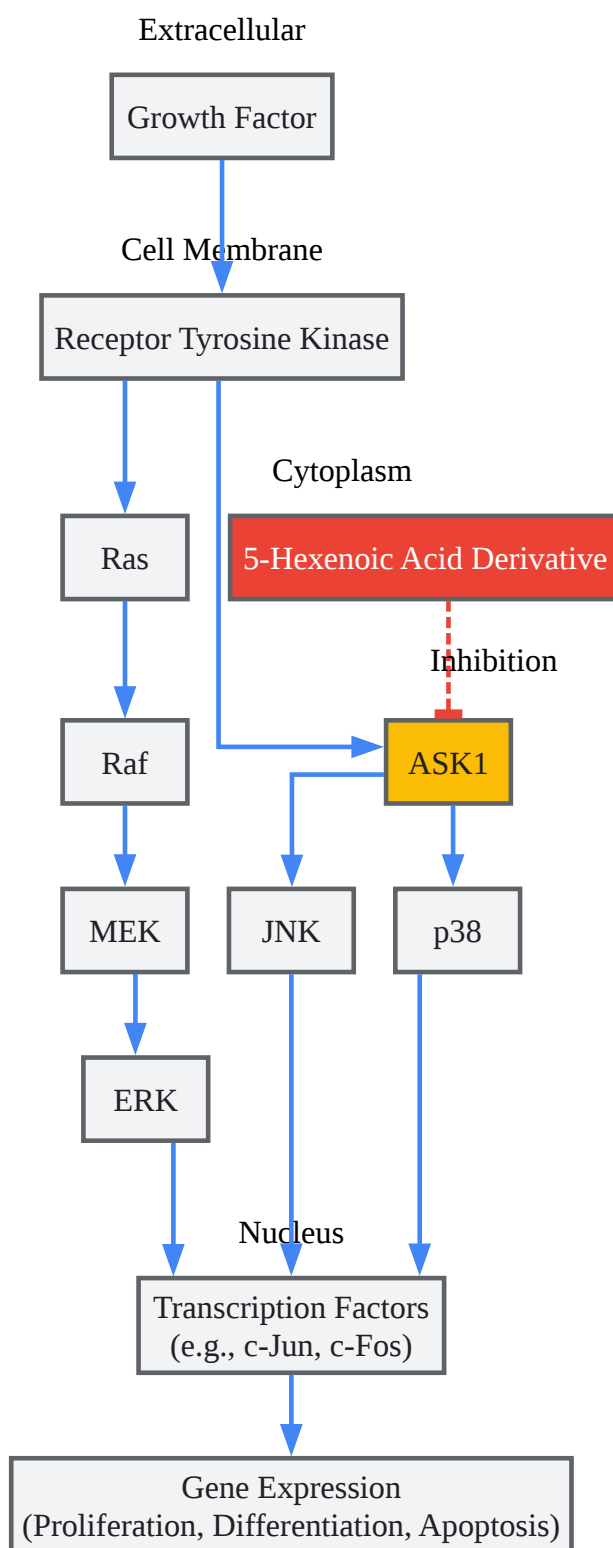 Extracellular
Growth Factor
Cell Membrane
Receptor Tyrosine Kinase
Cytoplasm
Ras
5-Hexenoic Acid Derivative
Inhibition
Raf
ASK1
MEK
JNK
p38
ERK
Nucleus
Transcription Factors
(e.g., c-Jun, c-Fos)
Gene Expression
(Proliferation, Differentiation, Apoptosis)